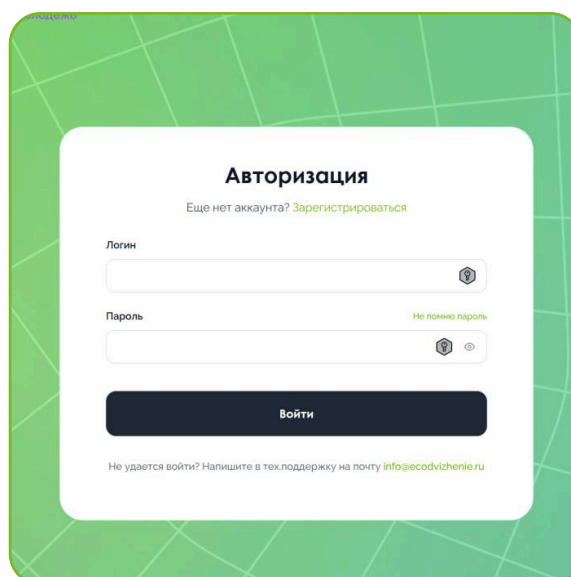 Авторизация
Еще нет аккаунта? Зарегистрироваться
Логин
Пароль
Не помню пароль
Войти
Не удается войти? Напишите в тех.поддержку на почту info@ecodvizhenie.ru